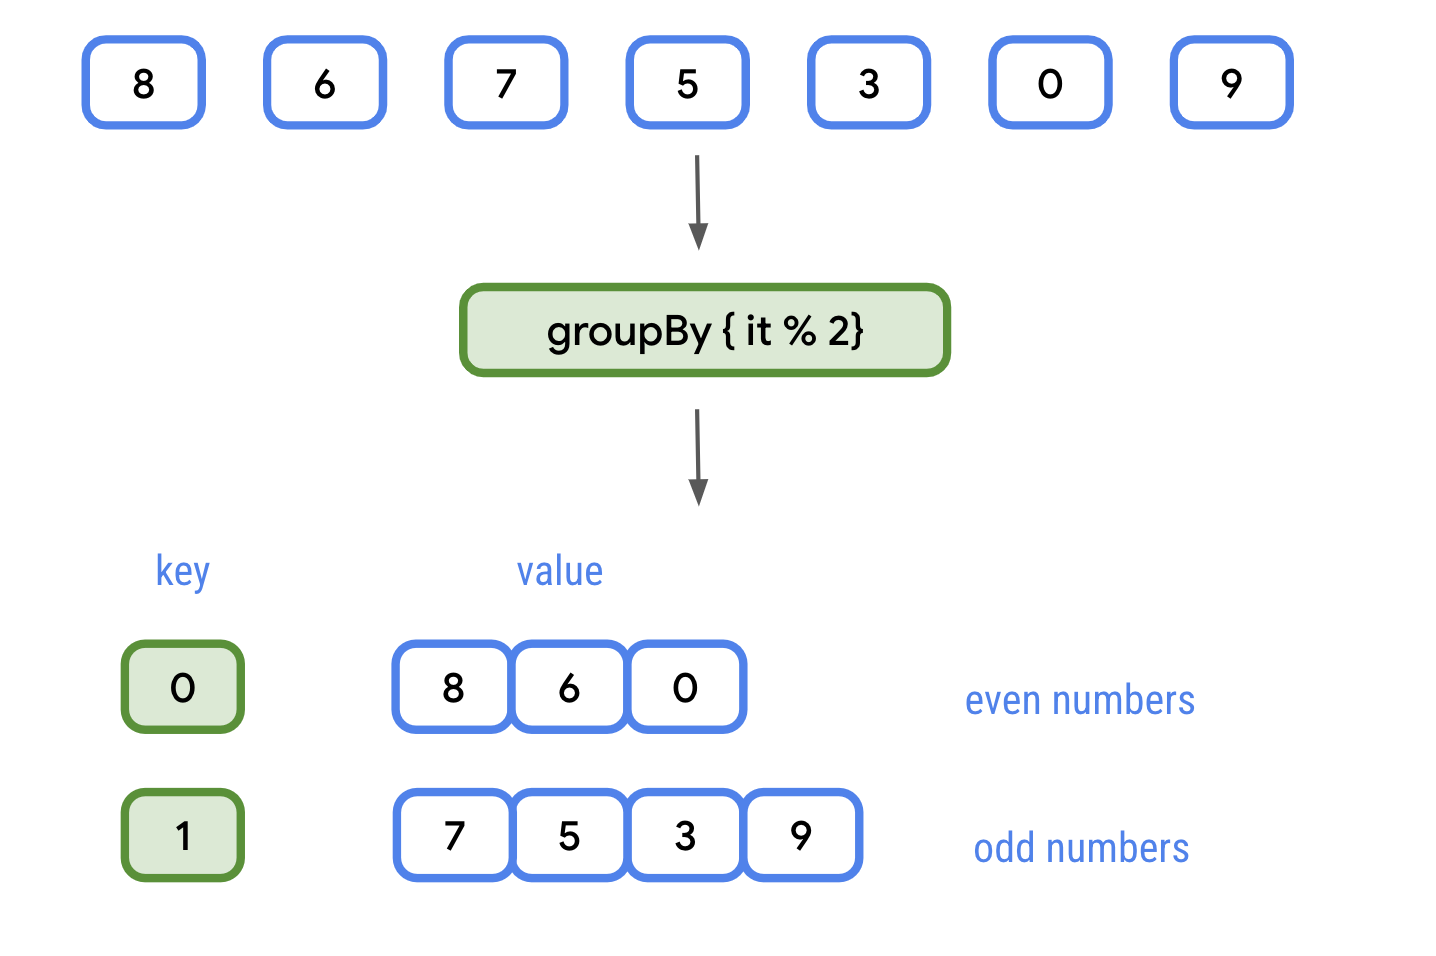 8 6 7 5 3 0 9
groupBy { it % 2}
key value
0 8 6 0 even numbers
1 7 5 3 9 odd numbers